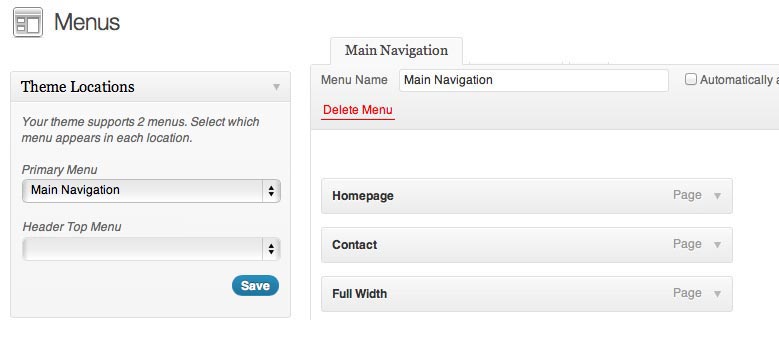 Menus
Theme Locations
Your theme supports 2 menus. Select which
menu appears in each location.
Primary Menu
Main Navigation
Header Top Menu
Save
Main Navigation
Menu Name Main Navigation Automatically
Delete Menu
Homepage Page
Contact Page
Full Width Page